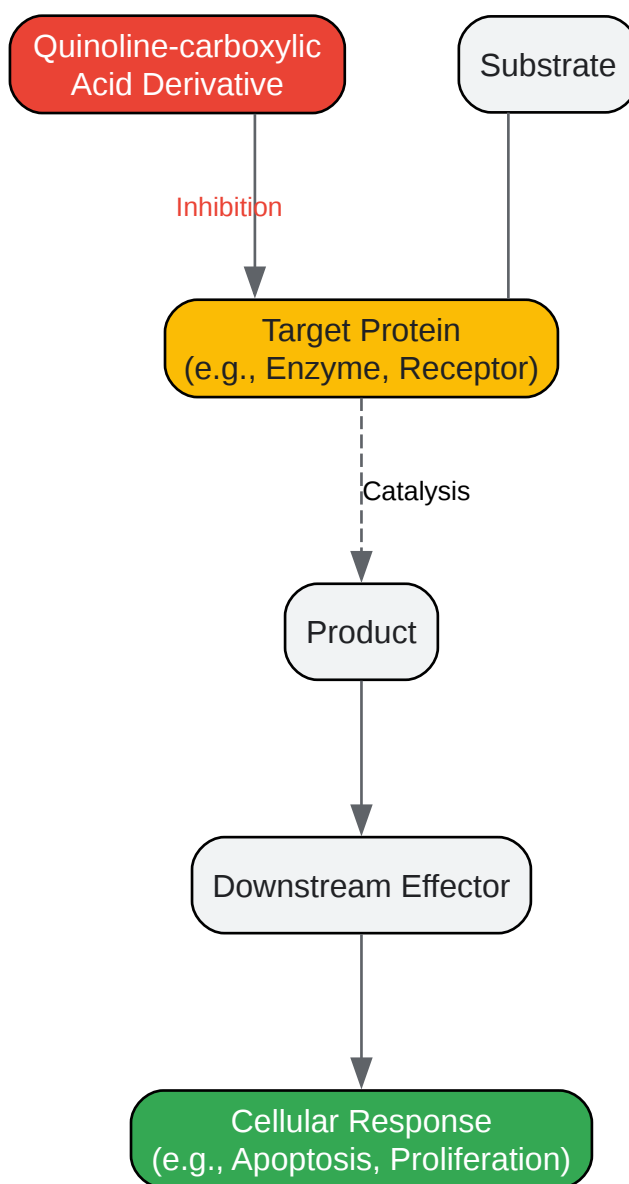 Quinoline-carboxylic
Acid Derivative
Substrate
Inhibition
Target Protein
(e.g., Enzyme, Receptor)
Catalysis
Product
Downstream Effector
Cellular Response
(e.g., Apoptosis, Proliferation)